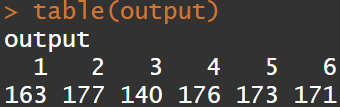 > table(output)
output
1 2 3 4 5 6
163 177 140 176 173 171